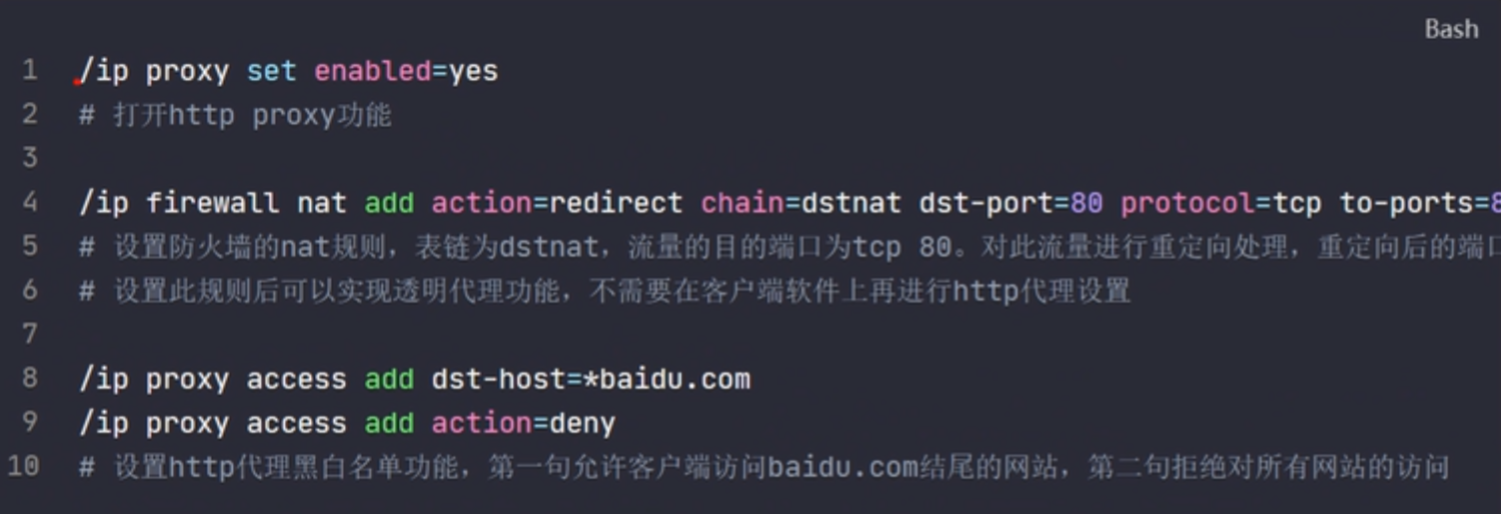 Bash
1 /ip proxy set enabled=yes
2 # 打开http proxy功能
3
4 /ip firewall nat add action=redirect chain=dstnat dst-port=80 protocol=tcp to-ports=8
5 # 设置防火墙的nat规则，表链为dstnat，流量的目的端口为tcp 80。对此流量进行重定向处理，重定向后的端口
6 # 设置此规则后可以实现透明代理功能，不需要在客户端软件上再进行http代理设置
7
8 /ip proxy access add dst-host=*baidu.com
9 /ip proxy access add action=deny
10 # 设置http代理黑白名单功能，第一句允许客户端访问baidu.com结尾的网站，第二句拒绝对所有网站的访问